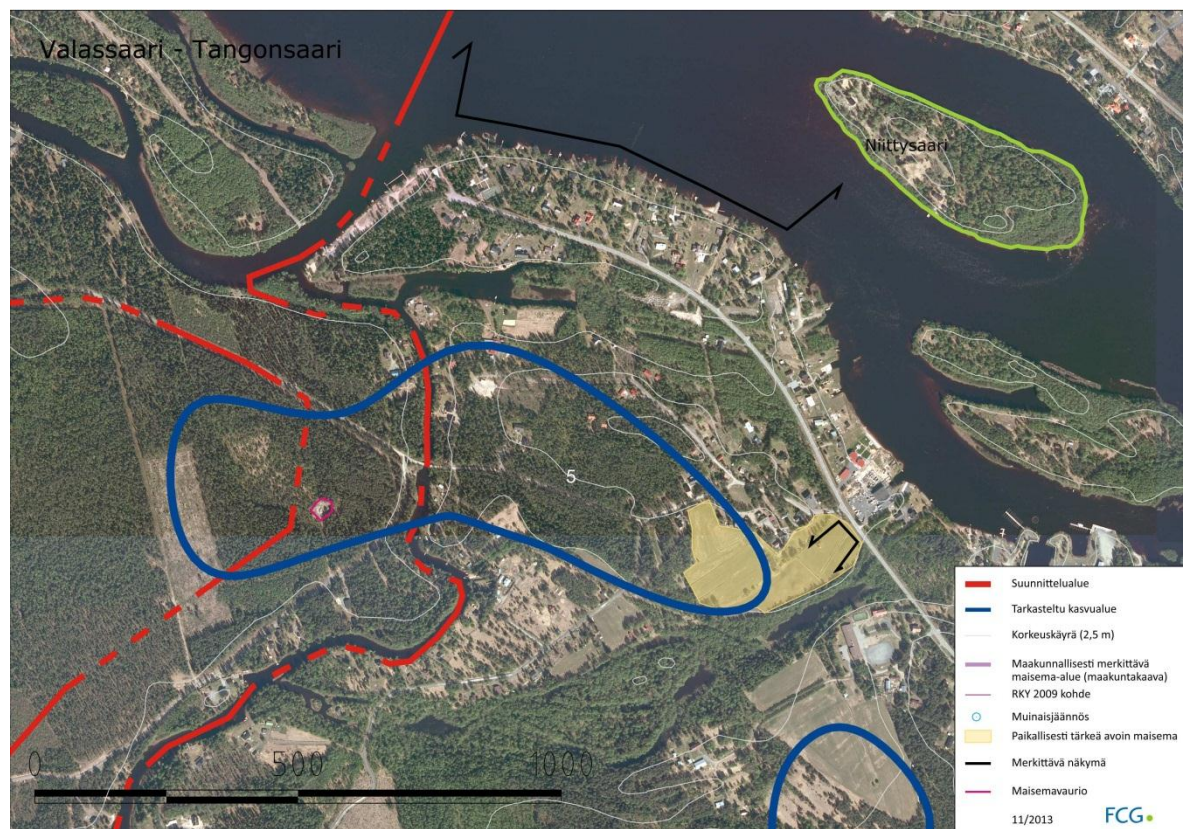 Valassaari - Tangonsaari
Niittysaari
5
0 500 1000
Suunnittelualue
Tarkasteltu kasvualue
Korkeuskäyrä (2,5 m)
Maakunnallisesti merkittävä
maisema-alue (maakuntakaava)
RKY 2009 kohde
Muinaisjäännös
Paikallisesti tärkeä avoin maisema
Merkittävä näkymä
Maisemavaurio
11/2013 FCG